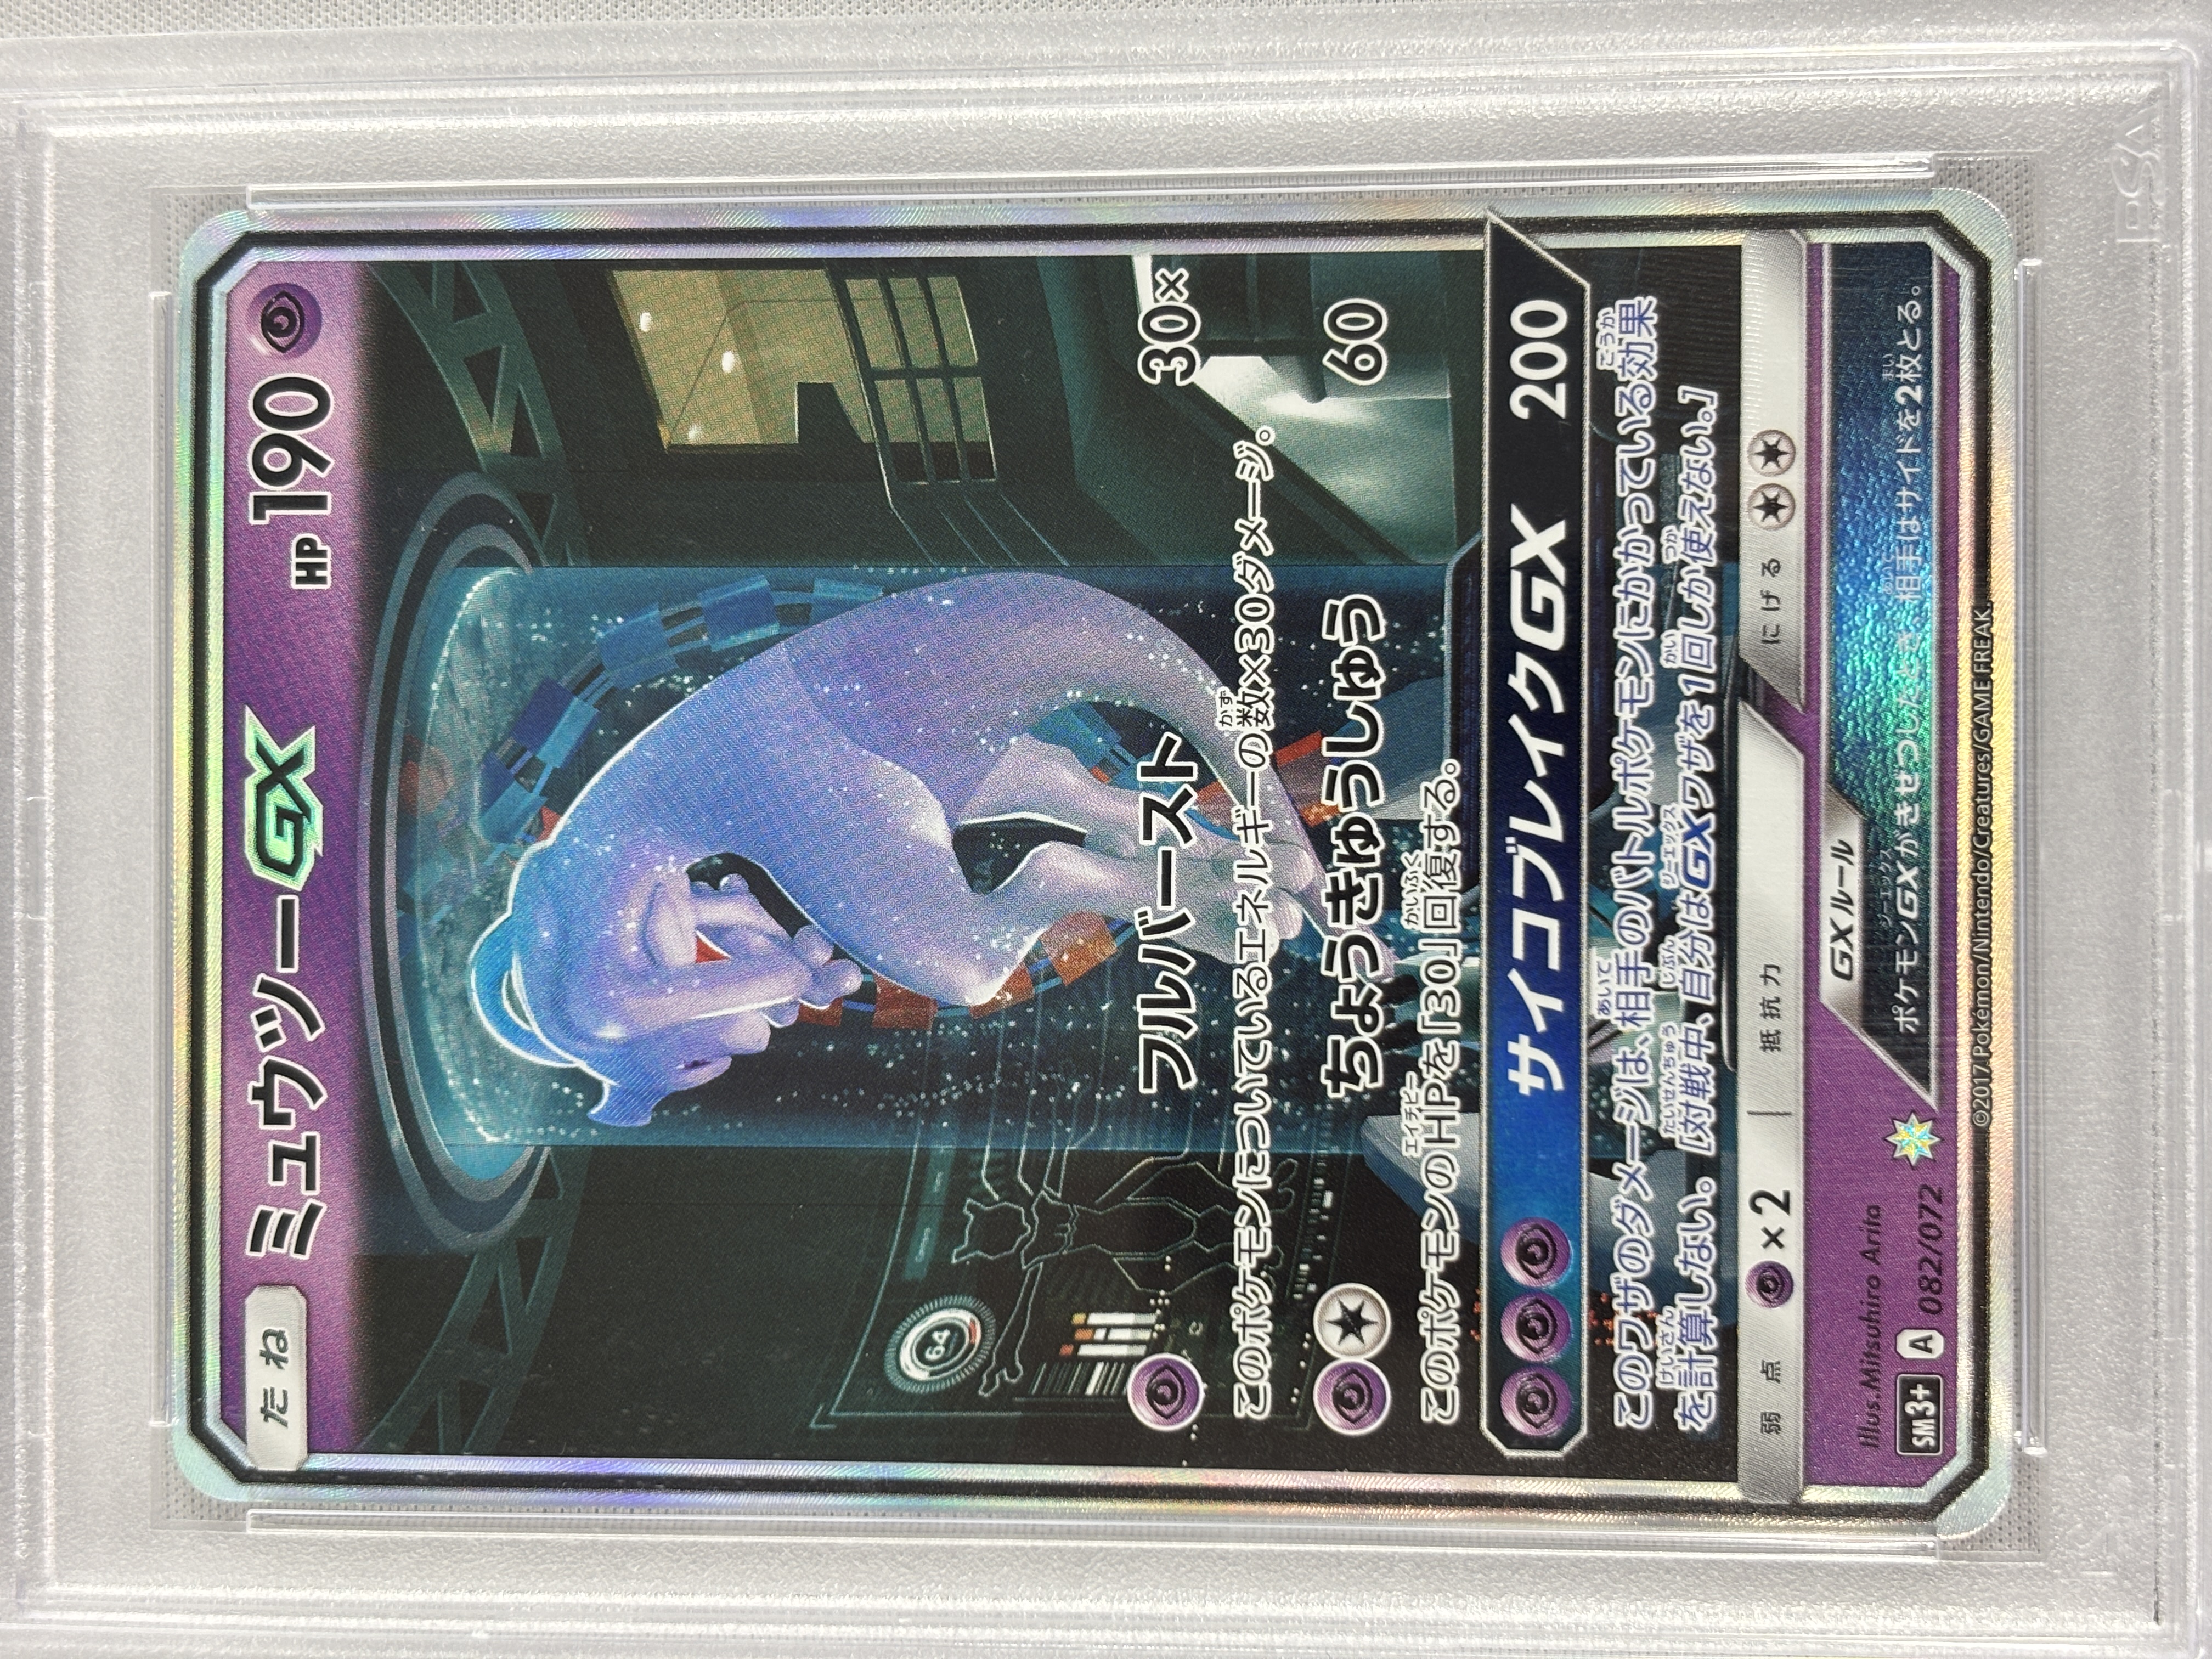 たね ミュウツーGX HP190
64
フルバースト 30×
このポケモンについているエネルギーの数×30ダメージ。
ちょうきゅうしゅう 60
このポケモンのHPを「30」回復する。
サイコブレイクGX 200
このワザのダメージは、相手のバトルポケモンにかかっている効果
を計算しない。[対戦中、自分はGXワザを1回しか使えない。]
弱点 ×2 抵抗力 にげる
Illus. Mitsuhiro Arita
GXルール
SM3+ A 082/072
ポケモンGXがきぜつしたとき、相手はサイドを2枚とる。
©2017 Pokémon/Nintendo/Creatures/GAME FREAK.
PSA